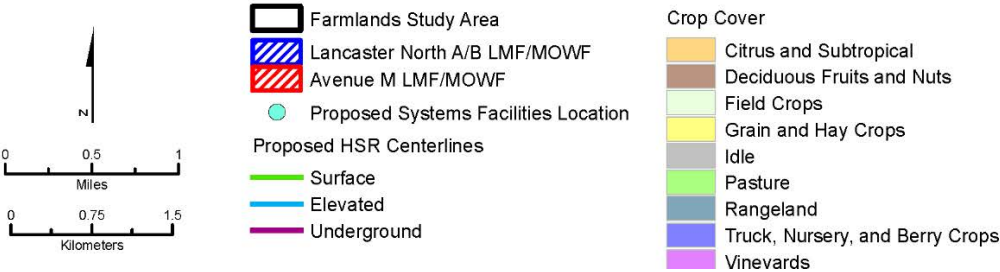 N
0 0.5 1
Miles
0 0.75 1.5
Kilometers
Farmlands Study Area
Lancaster North A/B LMF/MOWF
Avenue M LMF/MOWF
Proposed Systems Facilities Location
Proposed HSR Centerlines
Surface
Elevated
Underground
Crop Cover
Citrus and Subtropical
Deciduous Fruits and Nuts
Field Crops
Grain and Hay Crops
Idle
Pasture
Rangeland
Truck, Nursery, and Berry Crops
Vineyards